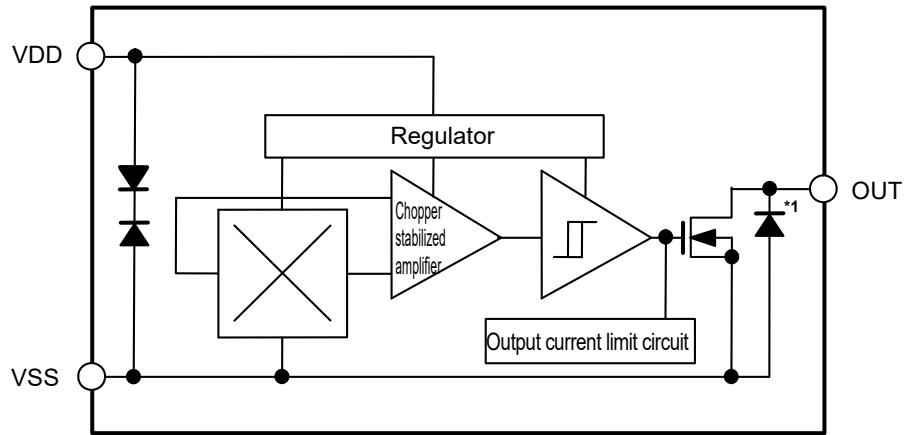 VDD
Regulator
OUT
*1
Chopper
stabilized
amplifier
Output current limit circuit
VSS